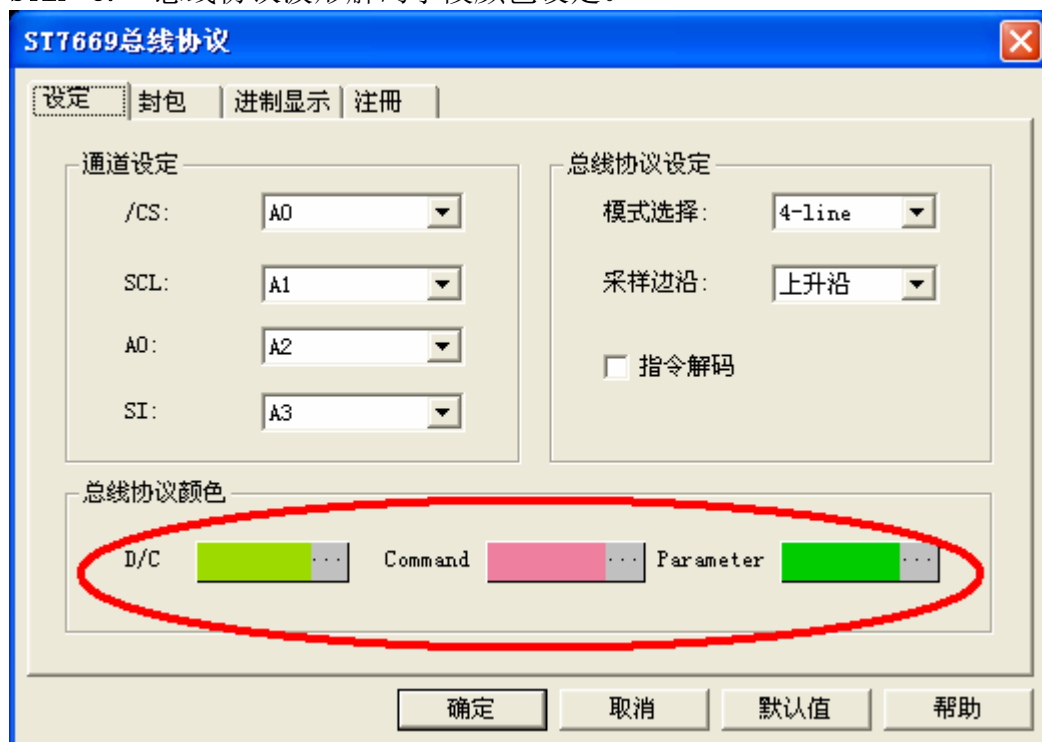 ST7669总线协议
设定 封包 进制显示 注册
通道设定
/CS: A0
SCL: A1
A0: A2
SI: A3
总线协议设定
模式选择: 4-line
采样边沿: 上升沿
指令解码
总线协议颜色
D/C ... Command ... Parameter ...
确定 取消 默认值 帮助